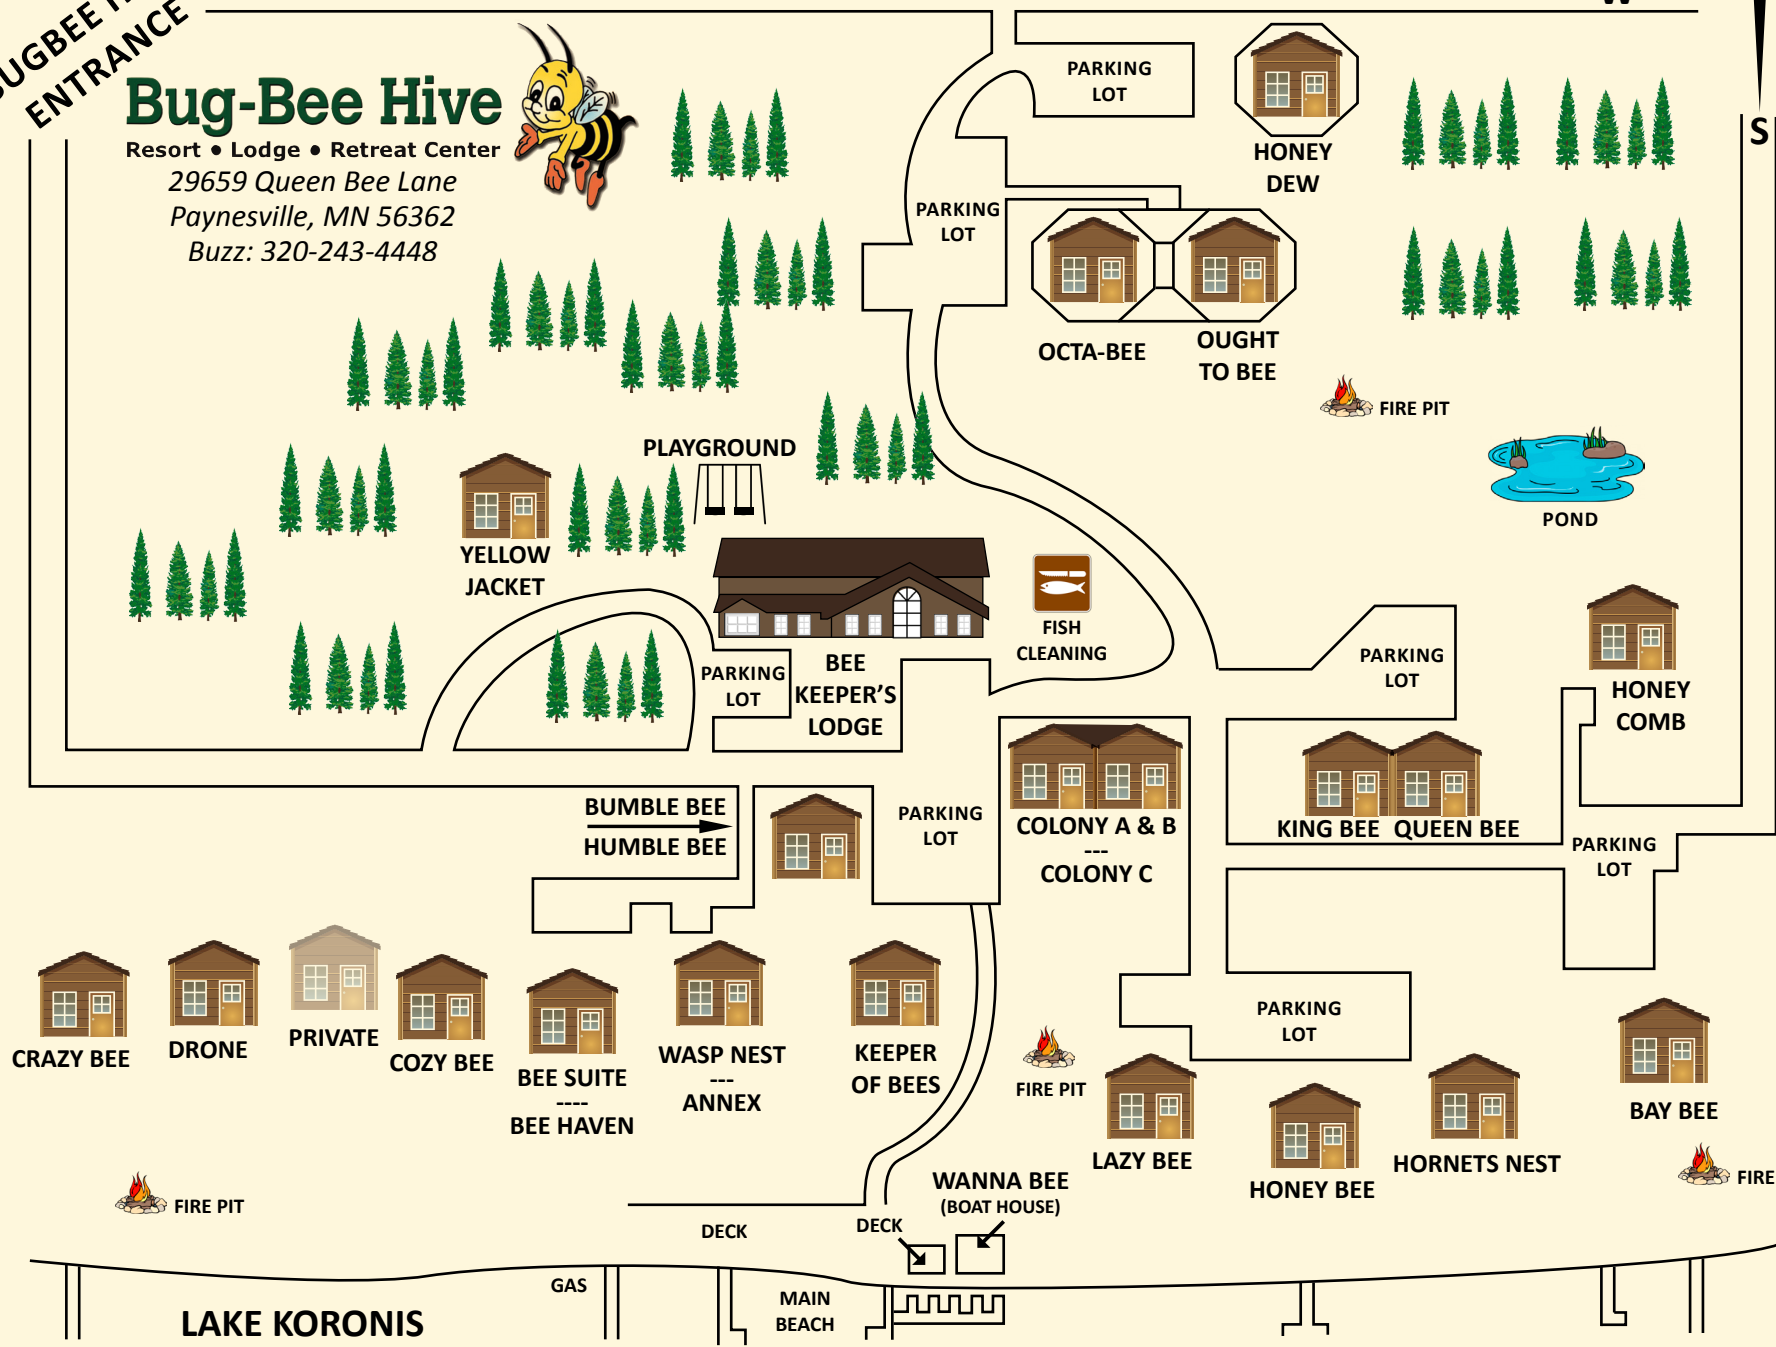 ENTRANCE
Bug-Bee Hive
Resort • Lodge • Retreat Center
29659 Queen Bee Lane
Paynesville, MN 56362
Buzz: 320-243-4448
S
PARKING
LOT
HONEY
DEW
PARKING
LOT
OCTA-BEE
OUGHT
TO BEE
FIRE PIT
PLAYGROUND
POND
YELLOW
JACKET
FISH
CLEANING
PARKING
LOT
BEE
KEEPER'S
LODGE
PARKING
LOT
HONEY
COMB
BUMBLE BEE
HUMBLE BEE
PARKING
LOT
COLONY A & B
---
COLONY C
KING BEE
QUEEN BEE
PARKING
LOT
CRAZY BEE
DRONE
PRIVATE
COZY BEE
BEE SUITE
----
BEE HAVEN
WASP NEST
---
ANNEX
KEEPER
OF BEES
FIRE PIT
PARKING
LOT
LAZY BEE
HONEY BEE
HORNETS NEST
BAY BEE
FIRE
FIRE PIT
WANNA BEE
(BOAT HOUSE)
DECK
DECK
GAS
MAIN
BEACH
LAKE KORONIS